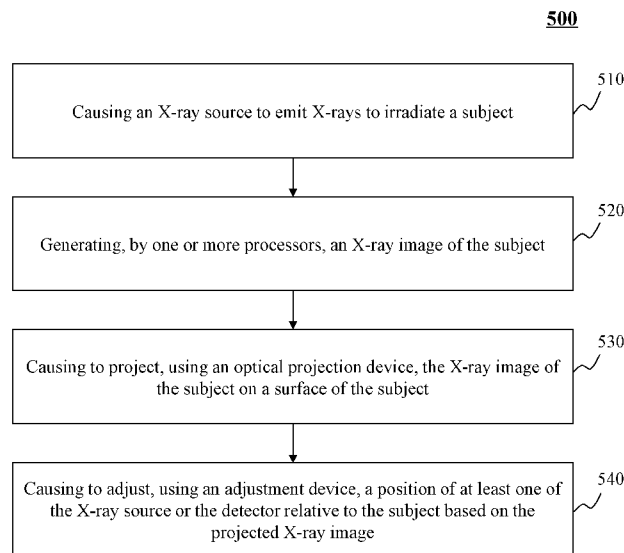 500
510
Causing an X-ray source to emit X-rays to irradiate a subject
520
Generating, by one or more processors, an X-ray image of the subject
530
Causing to project, using an optical projection device, the X-ray image of
the subject on a surface of the subject
540
Causing to adjust, using an adjustment device, a position of at least one of
the X-ray source or the detector relative to the subject based on the
projected X-ray image